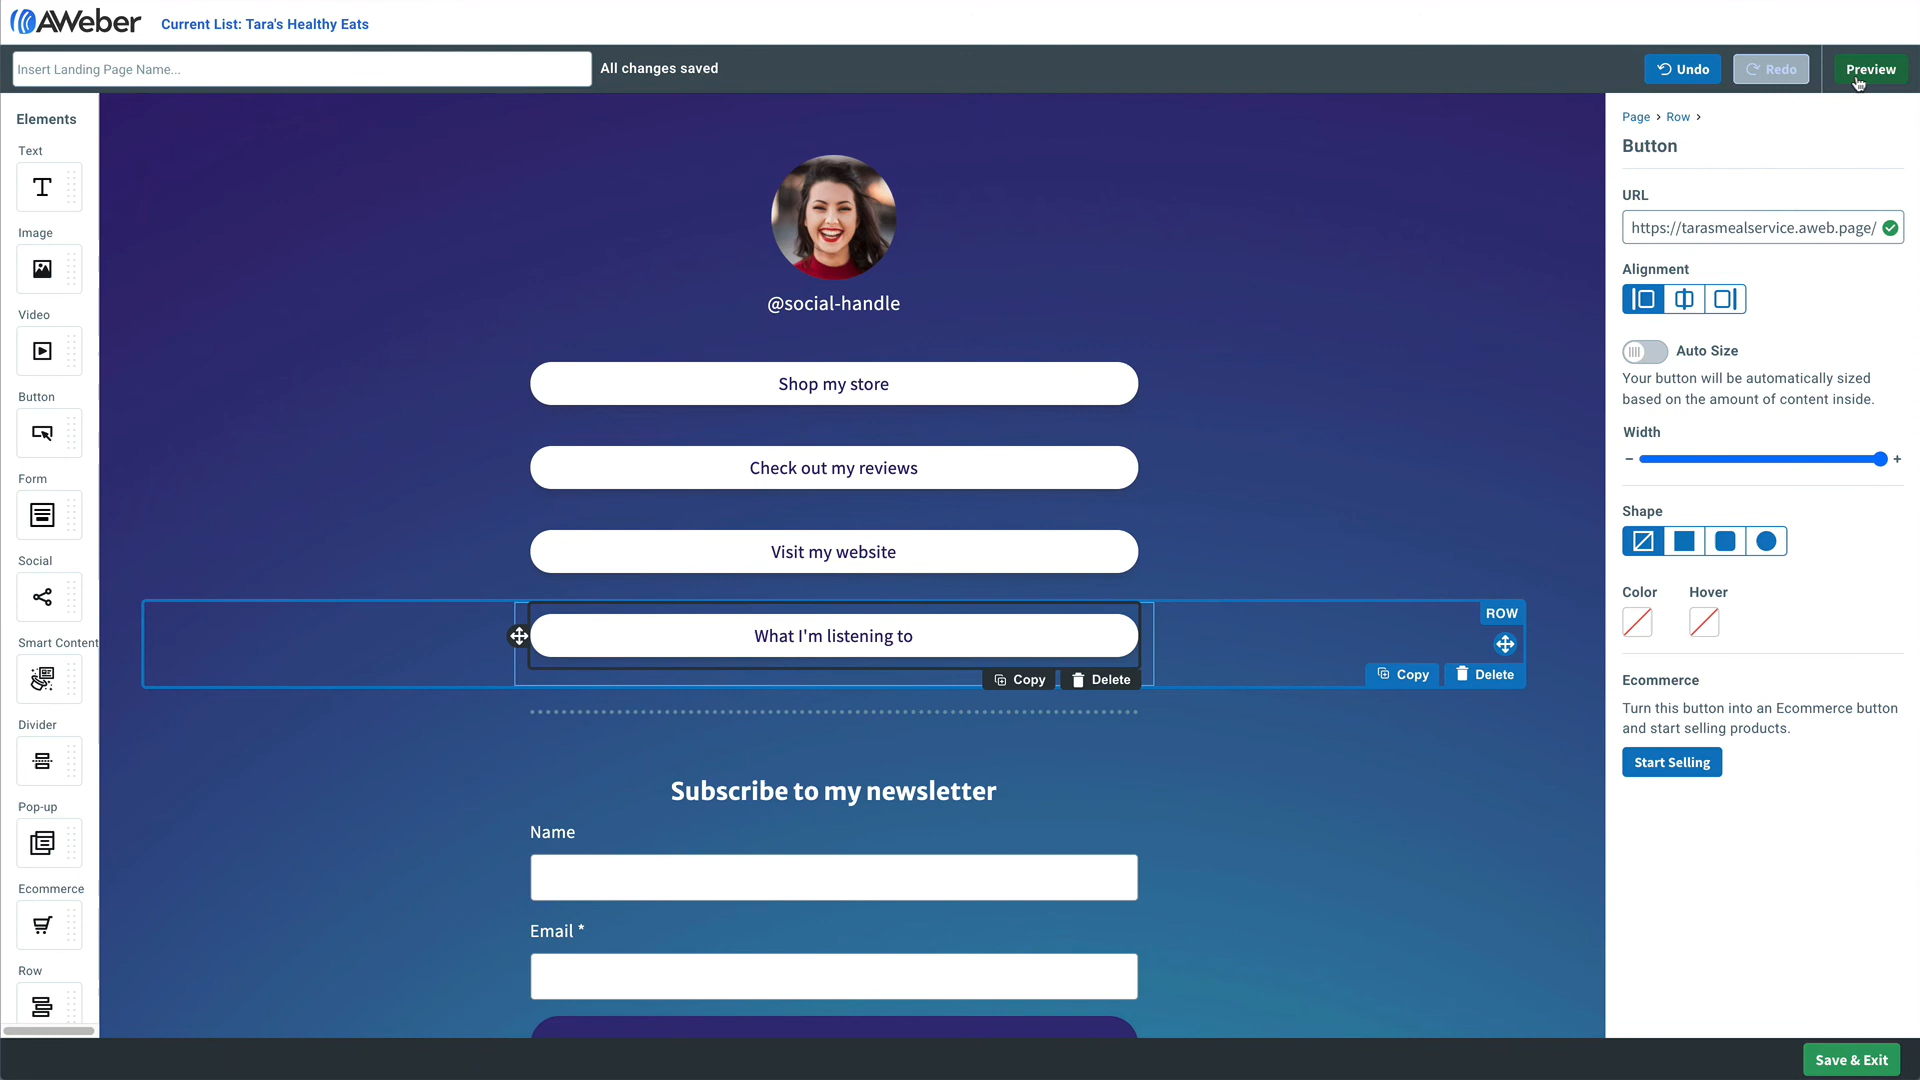 AWeber
Current List: Tara's Healthy Eats
Insert Landing Page Name...
All changes saved
Undo
Redo
Preview
Elements
Text
Image
Video
Button
Form
Social
Smart Content
Divider
Pop-up
Ecommerce
Row
@social-handle
Shop my store
Check out my reviews
Visit my website
What I'm listening to
ROW
Copy
Delete
Copy
Delete
Subscribe to my newsletter
Name
Email *
Page > Row >
Button
URL
https://tarasmealservice.aweb.page/
Alignment
Auto Size
Your button will be automatically sized
based on the amount of content inside.
Width
Shape
Color
Hover
Ecommerce
Turn this button into an Ecommerce button
and start selling products.
Start Selling
Save & Exit